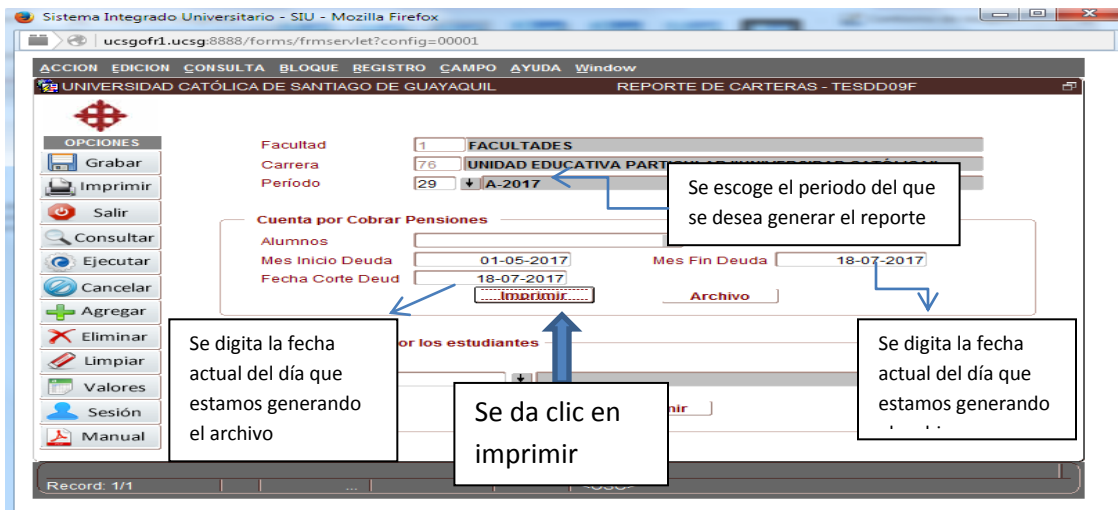 Sistema Integrado Universitario - SIU - Mozilla Firefox
ucsgofr1.ucsg:8888/forms/frmservlet?config=00001
ACCION EDICION CONSULTA BLOQUE REGISTRO CAMPO AYUDA Window
UNIVERSIDAD CATÓLICA DE SANTIAGO DE GUAYAQUIL REPORTE DE CARTERAS - TESDD09F
OPCIONES
Grabar
Imprimir
Salir
Consultar
Ejecutar
Cancelar
Agregar
Eliminar
Limpiar
Valores
Sesión
Manual
Facultad 1 FACULTADES
Carrera 76 UNIDAD EDUCATIVA
Período 29 A-2017
Se escoge el periodo del que
se desea generar el reporte
Cuenta por Cobrar Pensiones
Alumnos
Mes Inicio Deuda 01-05-2017 Mes Fin Deuda 18-07-2017
Fecha Corte Deud 18-07-2017
Imprimir Archivo
Se digita la fecha
actual del día que
estamos generando
el archivo
or los estudiantes
Se da clic en
imprimir
nir
Se digita la fecha
actual del día que
estamos generando
Record: 1/1 ...